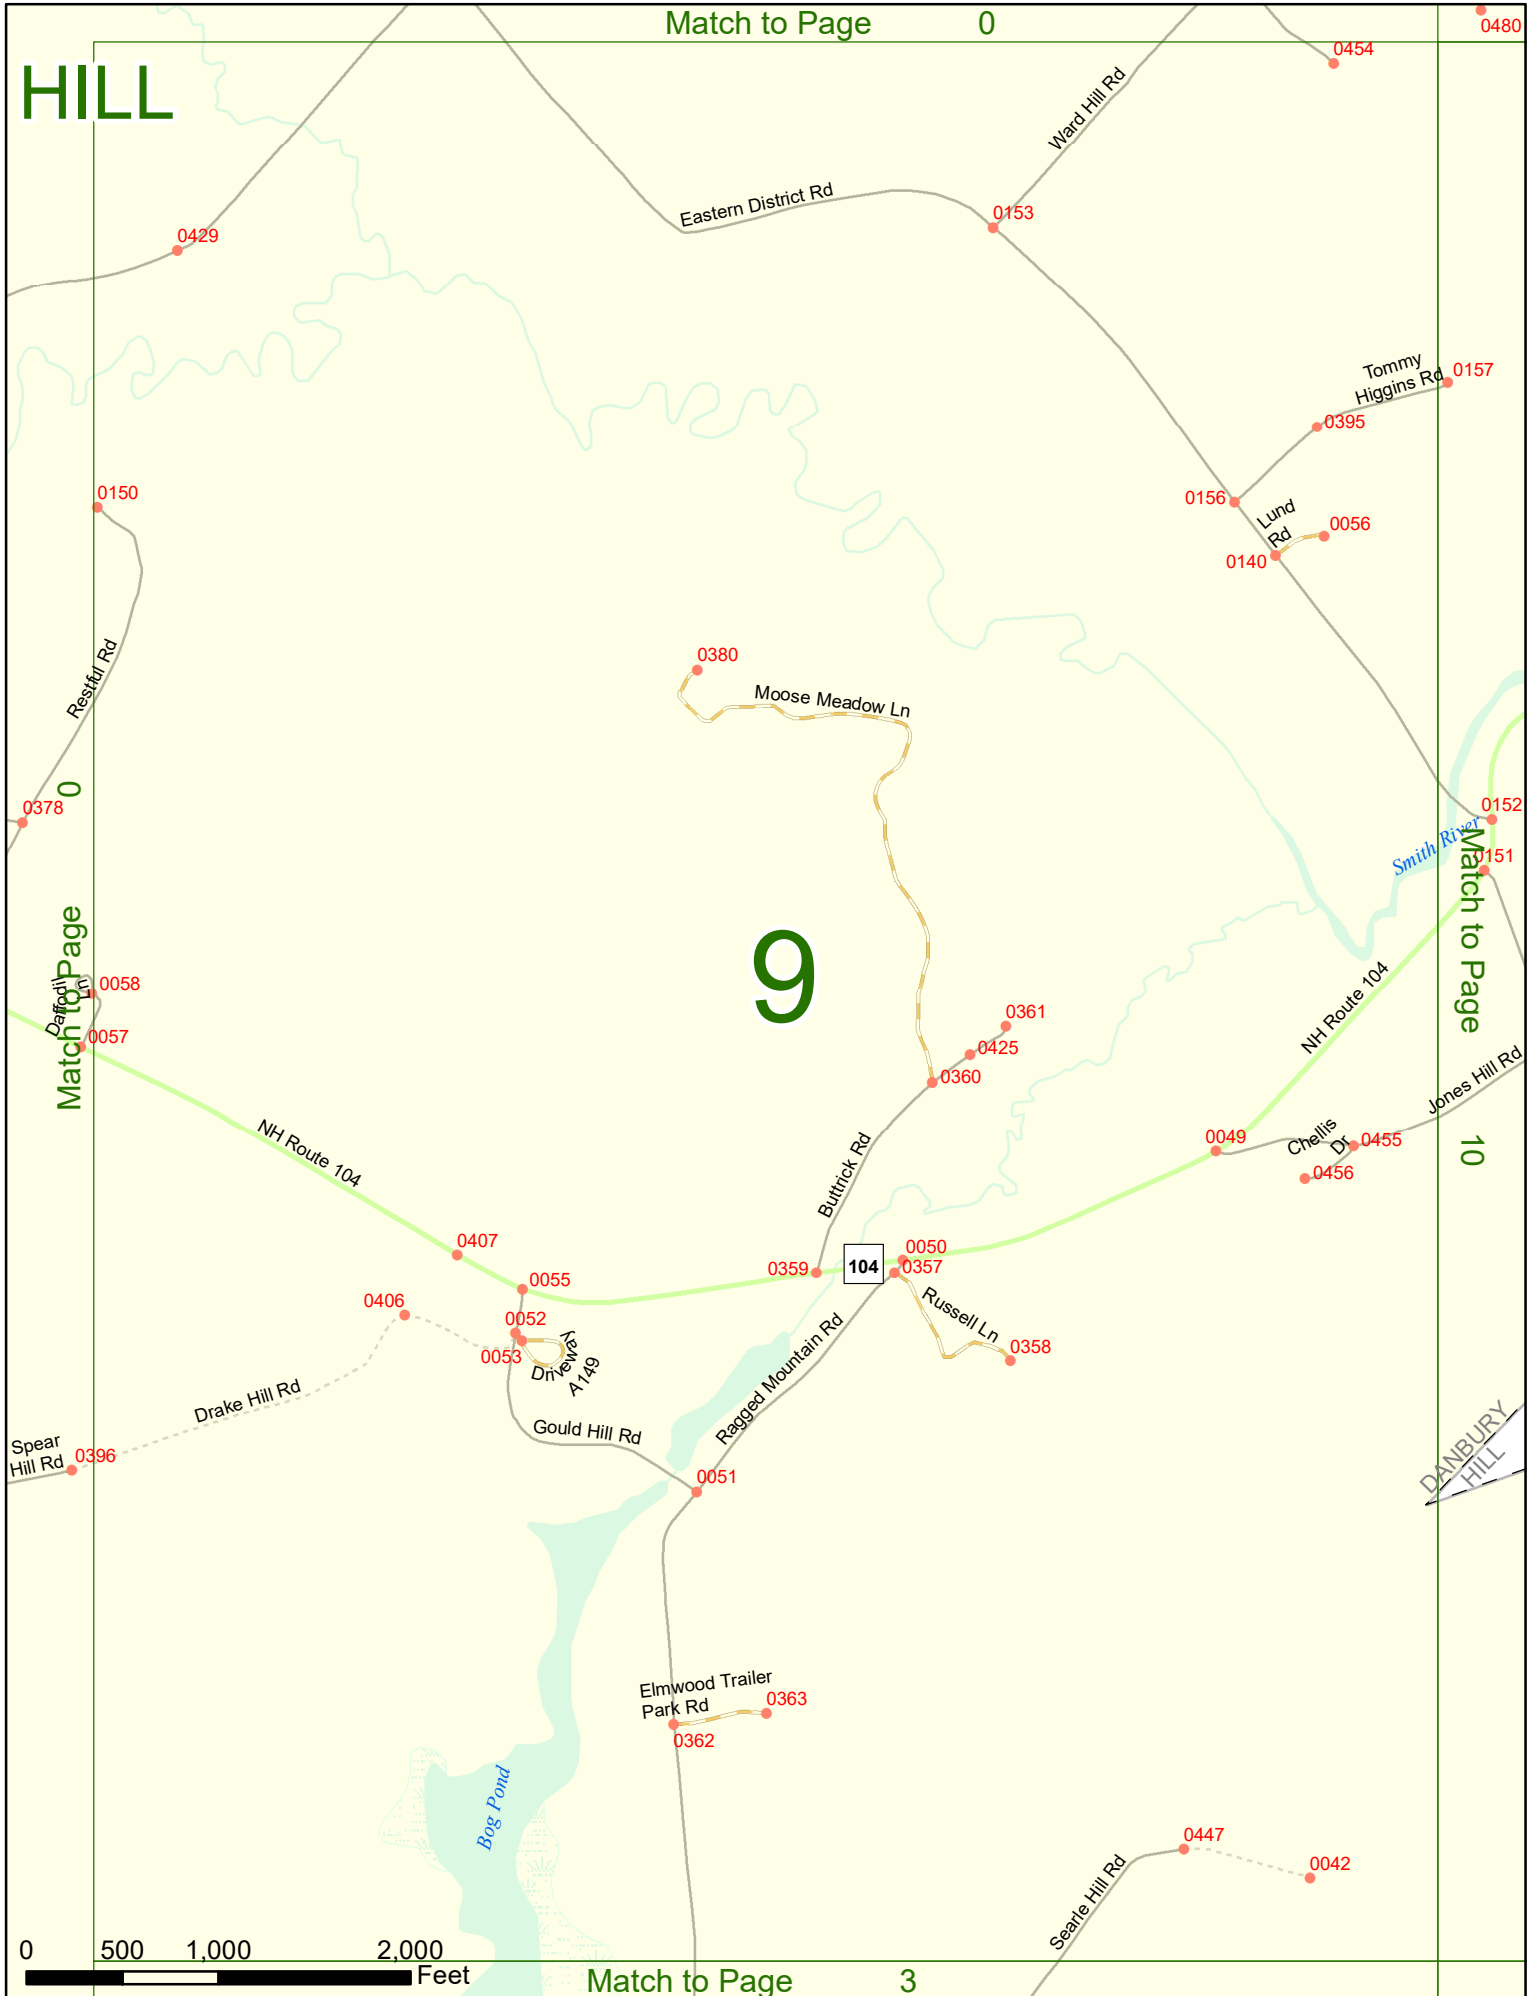 Match to Page 0
0480
0454
HILL
Ward Hill Rd
Eastern District Rd
0153
0429
Tommy
Higgins Rd
0157
0395
0150
0156
Lund
Rd
0056
0140
Restful Rd
0380
Moose Meadow Ln
0
0378
0152
Smith River
0151
Match to Page
9
Match to Page
0058
Daffodil
Ln
0057
NH Route 104
0361
0425
0360
Jones Hill Rd
NH Route 104
Buttrick Rd
0049
Chellis
Dr
0455
0456
10
0407
0050
0359
104
0357
0055
0406
Russell Ln
0052
0053
Driveway
A149
0358
Ragged Mountain Rd
Drake Hill Rd
Gould Hill Rd
Spear
Hill Rd
0396
DANBURY
HILL
0051
Elmwood Trailer
Park Rd
0363
0362
Bog Pond
0447
0042
Searle Hill Rd
0 500 1,000 2,000
Feet
Match to Page 3